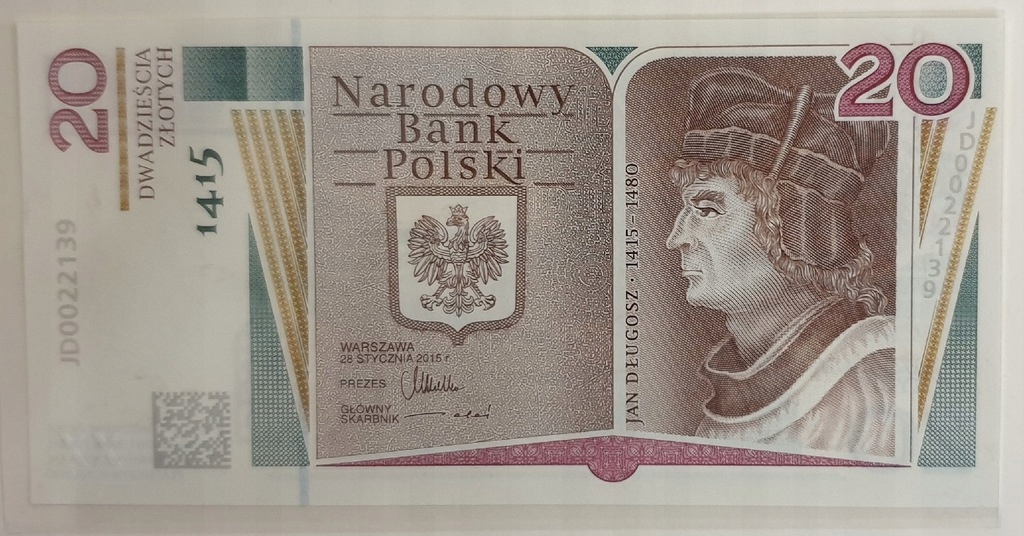 20
DWADZIEŚCIA
ZŁOTYCH
1415
JD0022139
Narodowy
Bank
Polski
WARSZAWA
28 STYCZNIA 2015 r
PREZES
GŁÓWNY
SKARBNIK
JAN DŁUGOSZ · 1415–1480
20
JD0022139